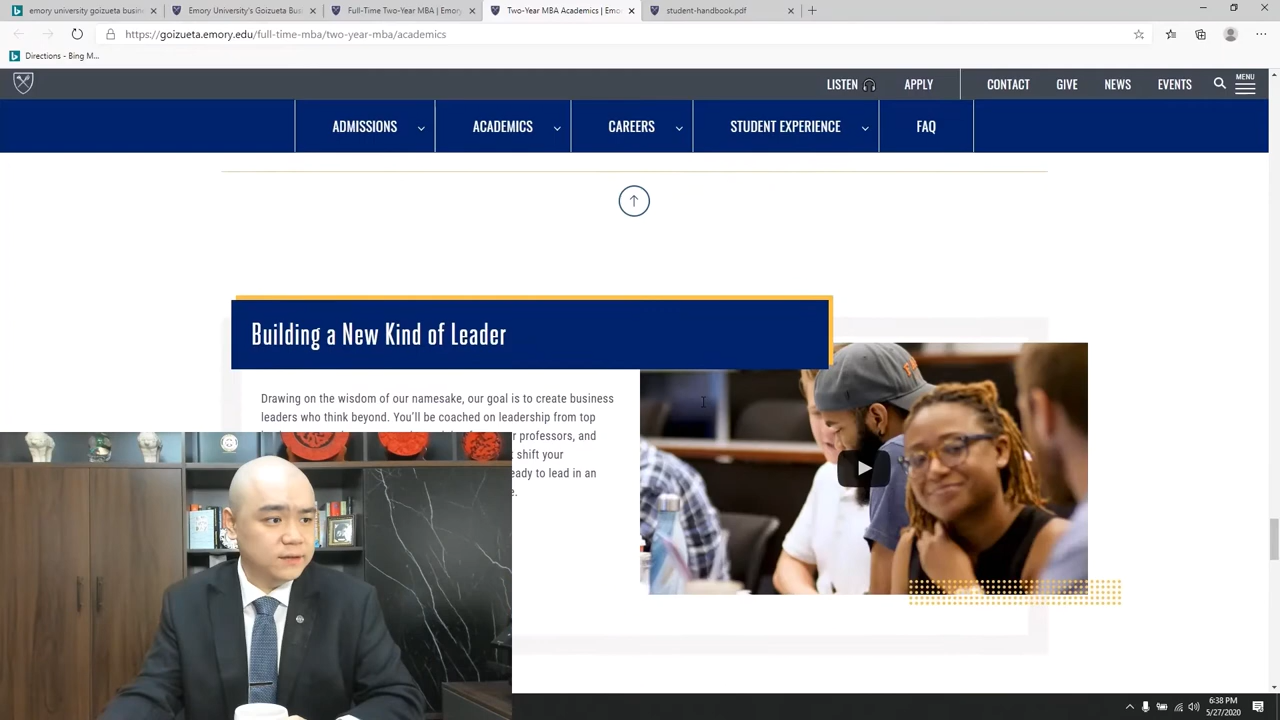 emory university goizueta busin
Emory University's Goizueta Bus
Full-Time Two-Year MBA | Emory
Two-Year MBA Academics | Emo
student-handbook.pdf
https://goizueta.emory.edu/full-time-mba/two-year-mba/academics
Directions - Bing M...
LISTEN APPLY CONTACT GIVE NEWS EVENTS MENU
ADMISSIONS ACADEMICS CAREERS STUDENT EXPERIENCE FAQ
Building a New Kind of Leader
Drawing on the wisdom of our namesake, our goal is to create business
leaders who think beyond. You'll be coached on leadership from top
professors, and
shift your
eady to lead in an
6:38 PM
5/27/2020